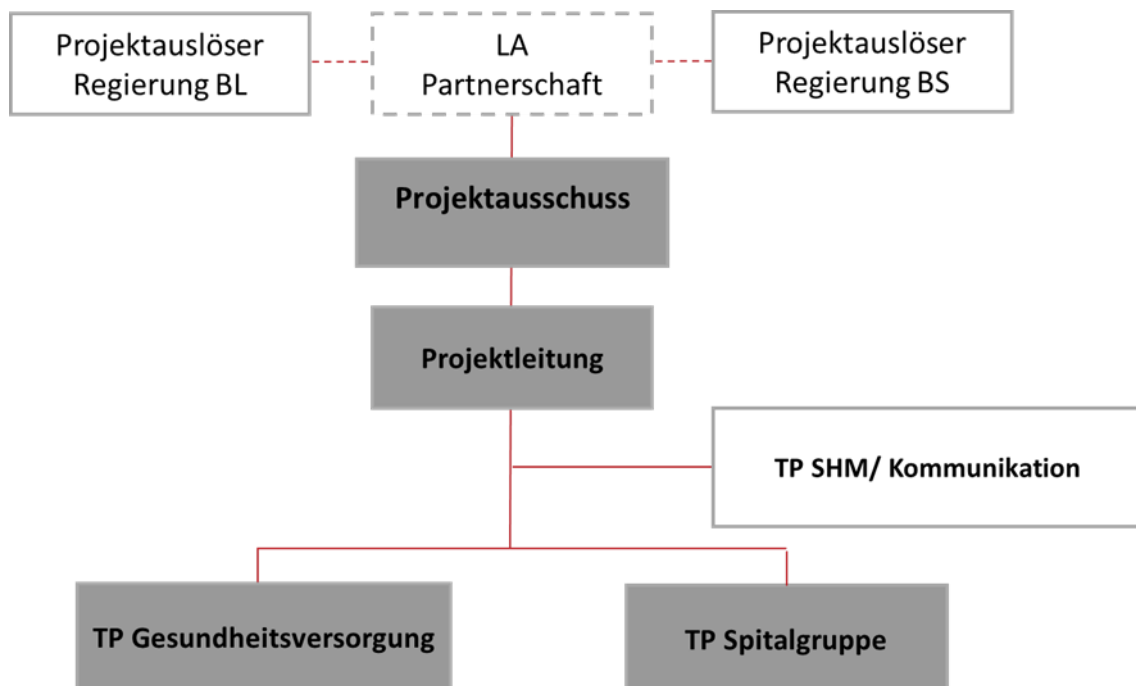 Projektauslöser
Regierung BL
LA
Partnerschaft
Projektauslöser
Regierung BS
Projektausschuss
Projektleitung
TP SHM/ Kommunikation
TP Gesundheitsversorgung
TP Spitalgruppe